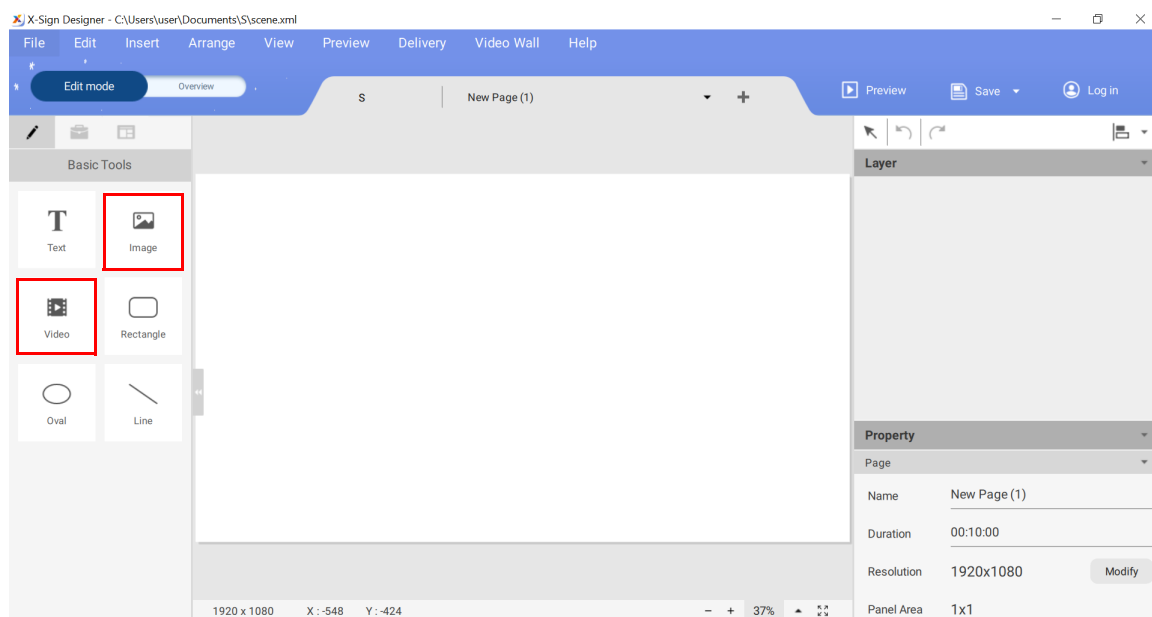 X-Sign Designer - C:\Users\user\Documents\S\scene.xml
File Edit Insert Arrange View Preview Delivery Video Wall Help
Edit mode Overview S New Page (1) Preview Save Log in
Basic Tools
Layer
Text Image
Video Rectangle
Oval Line
Property
Page
Name New Page (1)
Duration 00:10:00
Resolution 1920x1080 Modify
Panel Area 1x1
1920 x 1080 X : -548 Y : -424 37%